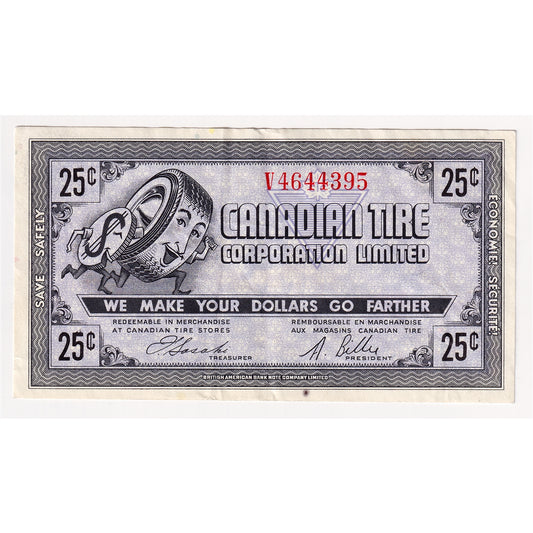 25¢ 25¢
V4644395
CANADIAN TIRE
CORPORATION LIMITED
SAVE SAFELY
ÉCONOMIE SÉCURITÉ
$
WE MAKE YOUR DOLLARS GO FARTHER
REDEEMABLE IN MERCHANDISE
AT CANADIAN TIRE STORES
REMBOURSABLE EN MARCHANDISE
AUX MAGASINS CANADIAN TIRE
TREASURER
A. Billes
PRESIDENT
25¢ 25¢
BRITISH AMERICAN BANK NOTE COMPANY LIMITED